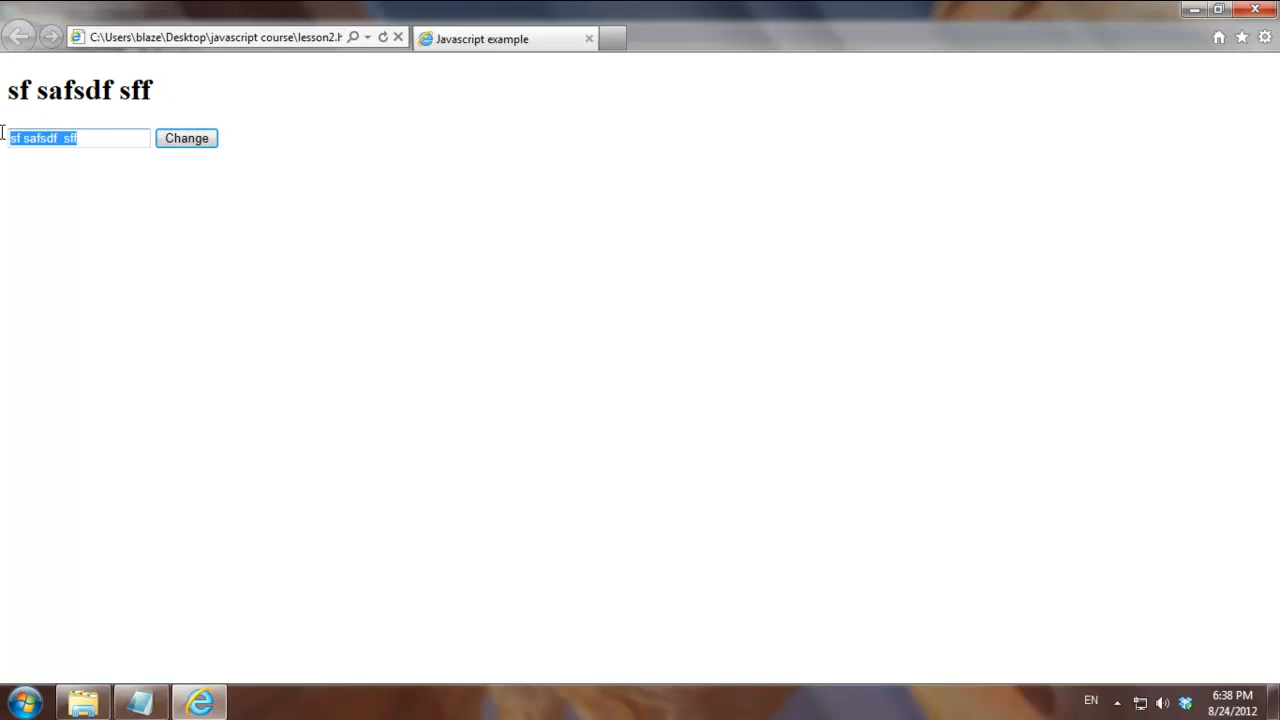 C:\Users\blaze\Desktop\javascript course\lesson2.h
Javascript example
sf safsdf sff
sf safsdf  sff
Change
EN
6:38 PM
8/24/2012